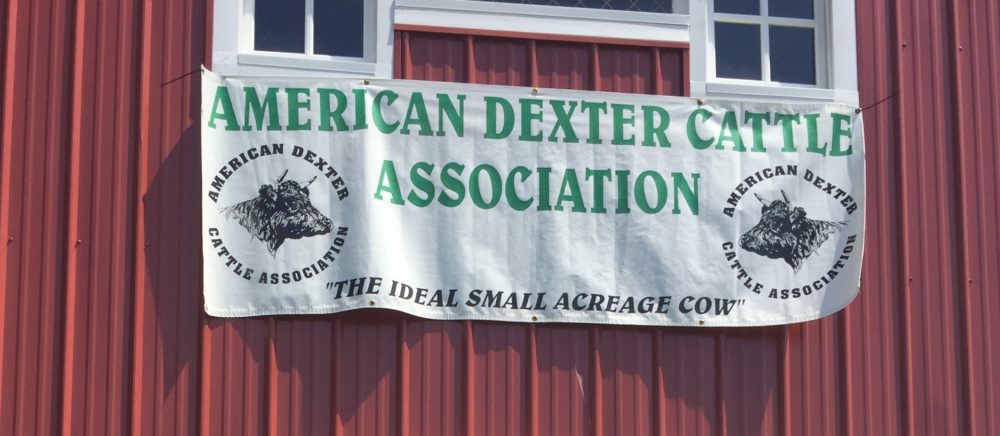 AMERICAN DEXTER CATTLE
ASSOCIATION
AMERICAN DEXTER
CATTLE ASSOCIATION
AMERICAN DEXTER
CATTLE ASSOCIATION
"THE IDEAL SMALL ACREAGE COW"